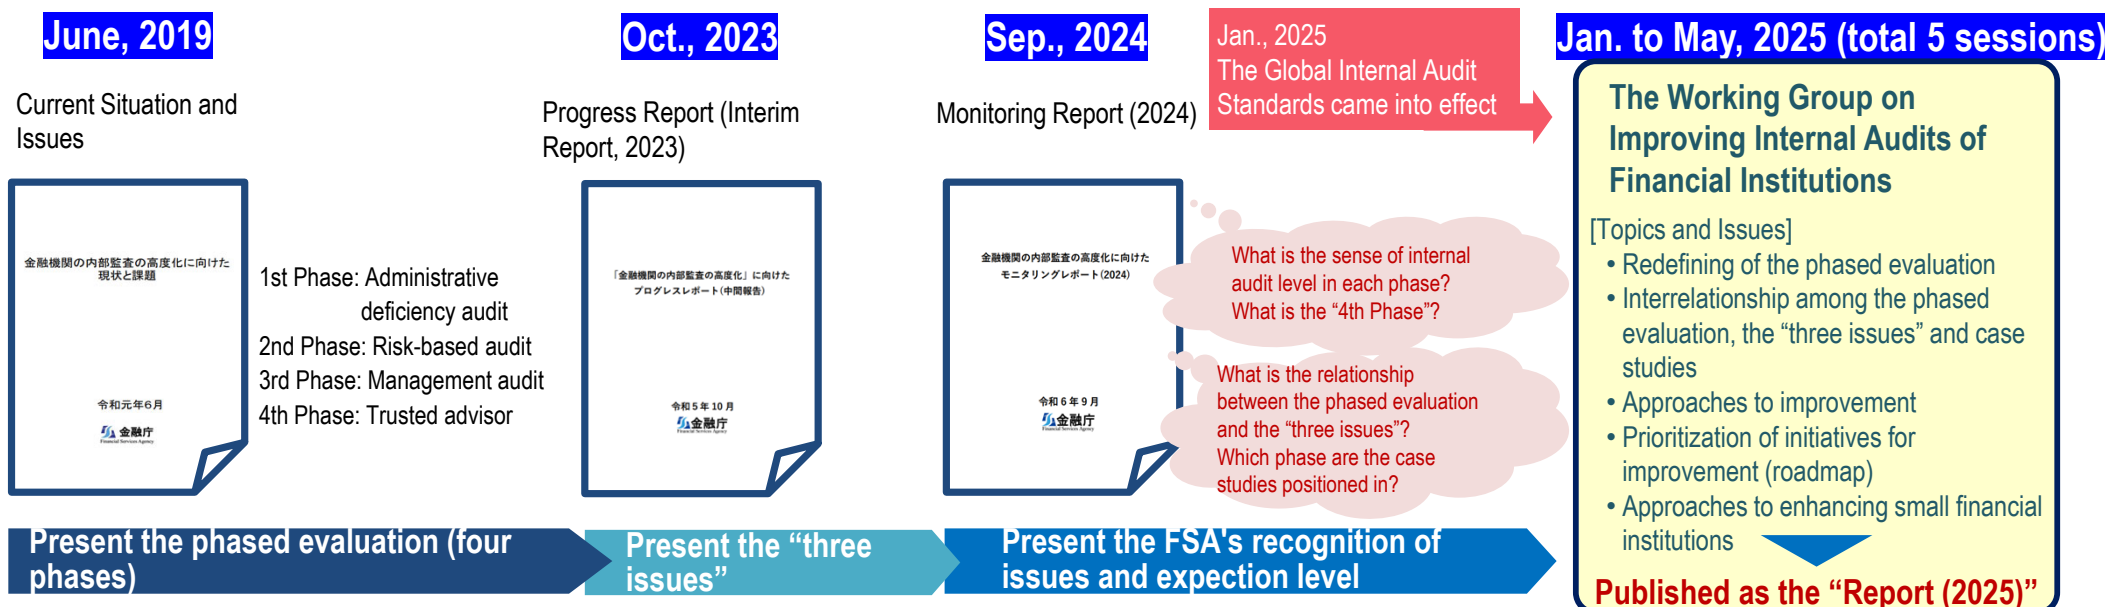 June, 2019
Current Situation and
Issues
金融機関の内部監査の高度化に向けた
現状と課題
令和元年6月
金融庁
Financial Services Agency
1st Phase: Administrative
deficiency audit
2nd Phase: Risk-based audit
3rd Phase: Management audit
4th Phase: Trusted advisor
Present the phased evaluation (four
phases)
Oct., 2023
Progress Report (Interim
Report, 2023)
「金融機関の内部監査の高度化」に向けた
プログレスレポート(中間報告)
令和5年10月
金融庁
Financial Services Agency
Present the “three
issues”
Sep., 2024
Monitoring Report (2024)
金融機関の内部監査の高度化に向けた
モニタリングレポート(2024)
令和6年9月
金融庁
Financial Services Agency
What is the sense of internal
audit level in each phase?
What is the “4th Phase”?
What is the relationship
between the phased evaluation
and the “three issues”?
Which phase are the case
studies positioned in?
Present the FSA's recognition of
issues and expection level
Jan., 2025
The Global Internal Audit
Standards came into effect
Jan. to May, 2025 (total 5 sessions)
The Working Group on
Improving Internal Audits of
Financial Institutions
[Topics and Issues]
• Redefining of the phased evaluation
• Interrelationship among the phased
evaluation, the “three issues” and case
studies
• Approaches to improvement
• Prioritization of initiatives for
improvement (roadmap)
• Approaches to enhancing small financial
institutions
Published as the “Report (2025)”